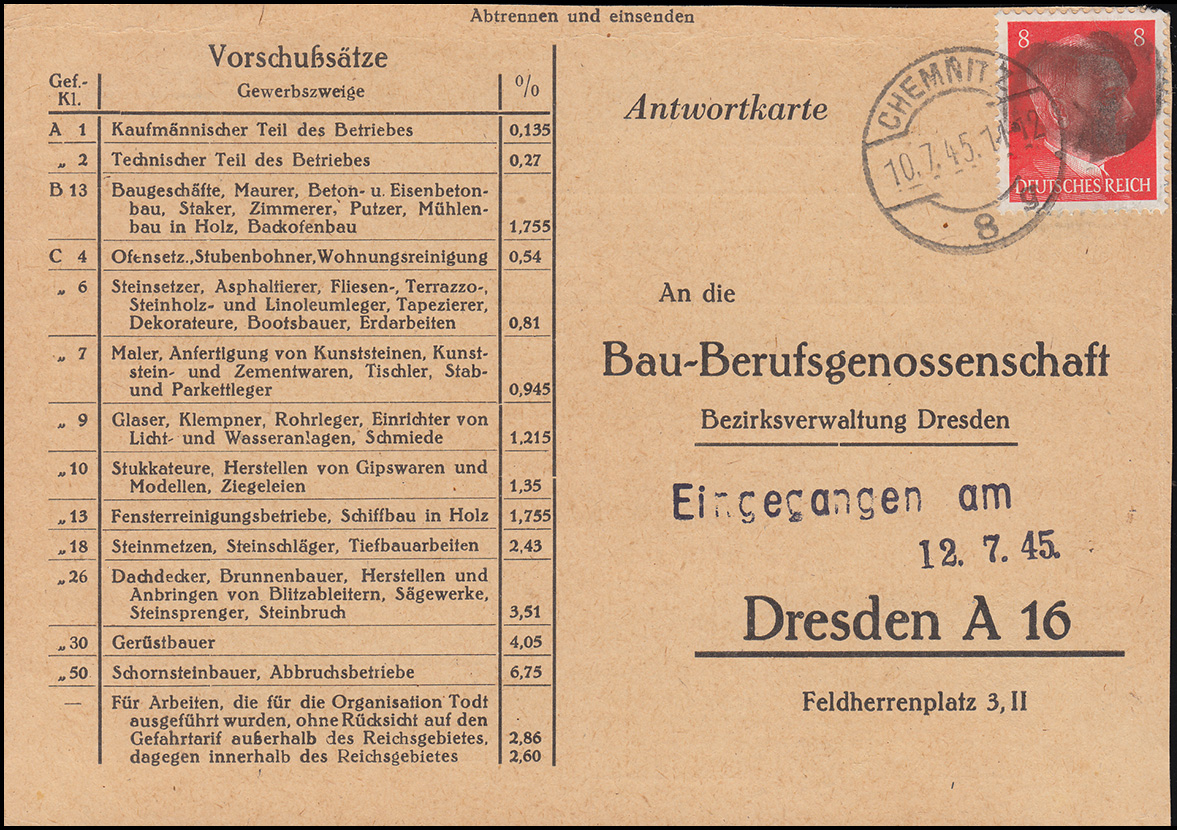 Abtrennen und einsenden
Vorschußsätze
Gef.-
Kl.
Gewerbszweige
%
A 1 Kaufmännischer Teil des Betriebes 0,135
„ 2 Technischer Teil des Betriebes 0,27
B 13 Baugeschäfte, Maurer, Beton- u. Eisenbeton-
bau, Staker, Zimmerer, Putzer, Mühlen-
bau in Holz, Backofenbau 1,755
C 4 Ofensetz., Stubenbohner, Wohnungsreinigung 0,54
„ 6 Steinsetzer, Asphaltierer, Fliesen-, Terrazzo-,
Steinholz- und Linoleumleger, Tapezierer,
Dekorateure, Bootsbauer, Erdarbeiten 0,81
„ 7 Maler, Anfertigung von Kunststeinen, Kunst-
stein- und Zementwaren, Tischler, Stab-
und Parkettleger 0,945
„ 9 Glaser, Klempner, Rohrleger, Einrichter von
Licht- und Wasseranlagen, Schmiede 1,215
„ 10 Stukkateure, Herstellen von Gipswaren und
Modellen, Ziegeleien 1,35
„ 13 Fensterreinigungsbetriebe, Schiffbau in Holz 1,755
„ 18 Steinmetzen, Steinschläger, Tiefbauarbeiten 2,43
„ 26 Dachdecker, Brunnenbauer, Herstellen und
Anbringen von Blitzableitern, Sägewerke,
Steinsprenger, Steinbruch 3,51
„ 30 Gerüstbauer 4,05
„ 50 Schornsteinbauer, Abbruchsbetriebe 6,75
— Für Arbeiten, die für die Organisation Todt
ausgeführt wurden, ohne Rücksicht auf den
Gefahrtarif außerhalb des Reichsgebietes, 2,86
dagegen innerhalb des Reichsgebietes 2,60
Antwortkarte
CHEMNITZ
10.7.45.
8
8 8
DEUTSCHES REICH
An die
Bau-Berufsgenossenschaft
Bezirksverwaltung Dresden
Eingegangen am
12. 7. 45.
Dresden A 16
Feldherrenplatz 3, II